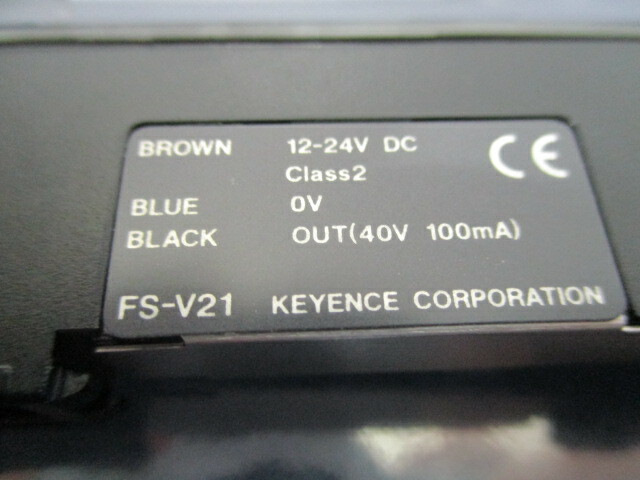 BROWN 12-24V DC CE
Class2
BLUE 0V
BLACK OUT(40V 100mA)
FS-V21 KEYENCE CORPORATION